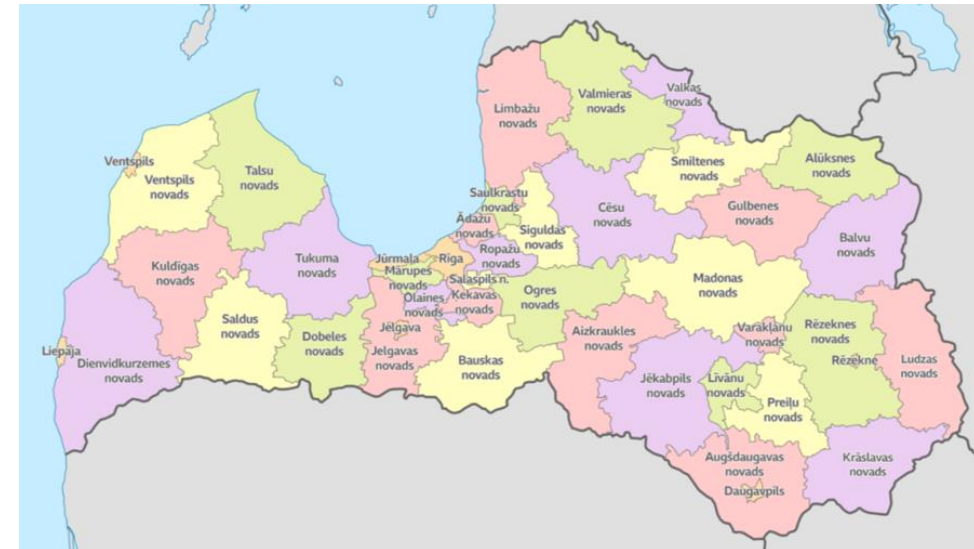 Limbažu
novads
Valmieras
novads
Valkas
novads
Ventspils
Ventspils
novads
Talsu
novads
Smiltenes
novads
Alūksnes
novads
Saulkrastu
novads
Cēsu
novads
Gulbenes
novads
Ādažu
novads
Siguldas
novads
Balvu
novads
Kuldīgas
novads
Tukuma
novads
Jūrmala
Rīga
Ropažu
novads
Mārupes
novads
Salaspils n.
Madonas
novads
Olaines
novads
Ķekavas
novads
Ogres
novads
Saldus
novads
Dobeles
novads
Jelgava
Jelgavas
novads
Aizkraukles
novads
Varakļānu
novads
Rēzeknes
novads
Rēzekne
Ludzas
novads
Liepāja
Dienvidkurzemes
novads
Bauskas
novads
Jēkabpils
novads
Līvānu
novads
Preiļu
novads
Augšdaugavas
novads
Daugavpils
Krāslavas
novads